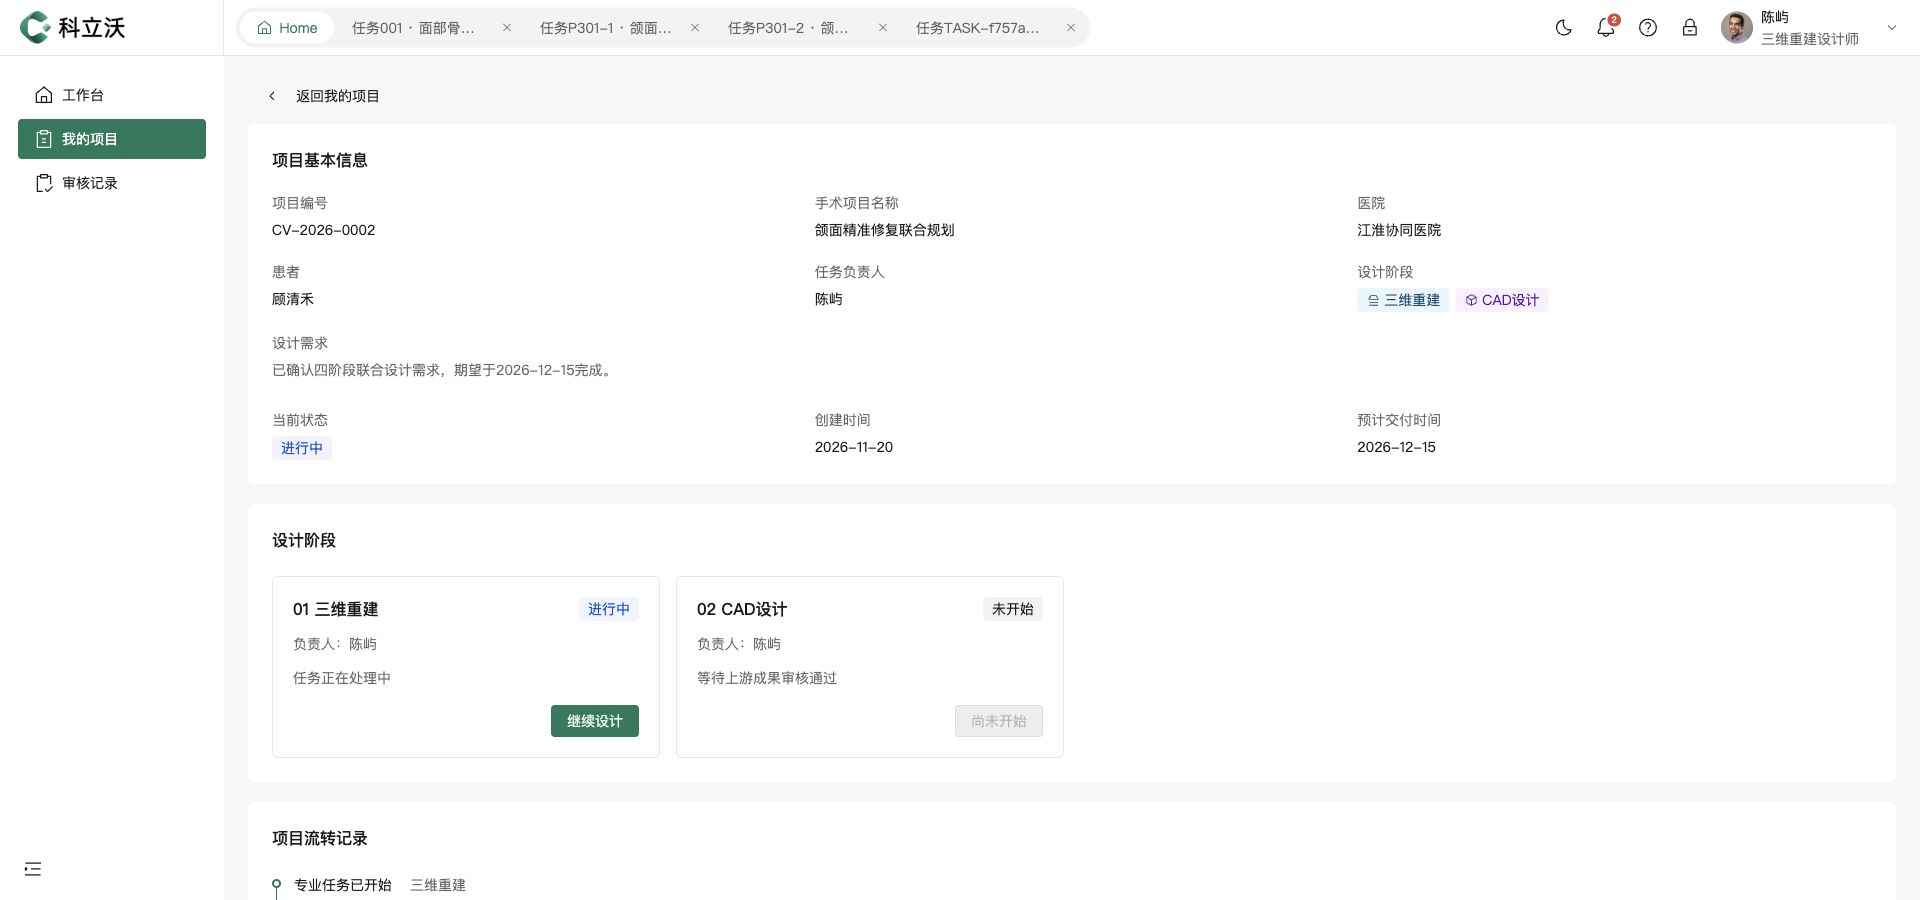 科立沃
Home
任务001 · 面部骨...
任务P301-1 · 颌面...
任务P301-2 · 颌...
任务TASK-f757a...
2
陈屿
三维重建设计师
工作台
我的项目
审核记录
返回我的项目
项目基本信息
项目编号
手术项目名称
医院
CV-2026-0002
颌面精准修复联合规划
江淮协同医院
患者
任务负责人
设计阶段
顾清禾
陈屿
三维重建 CAD设计
设计需求
已确认四阶段联合设计需求，期望于2026-12-15完成。
当前状态
创建时间
预计交付时间
进行中
2026-11-20
2026-12-15
设计阶段
01 三维重建
进行中
负责人：陈屿
任务正在处理中
继续设计
02 CAD设计
未开始
负责人：陈屿
等待上游成果审核通过
尚未开始
项目流转记录
专业任务已开始 三维重建